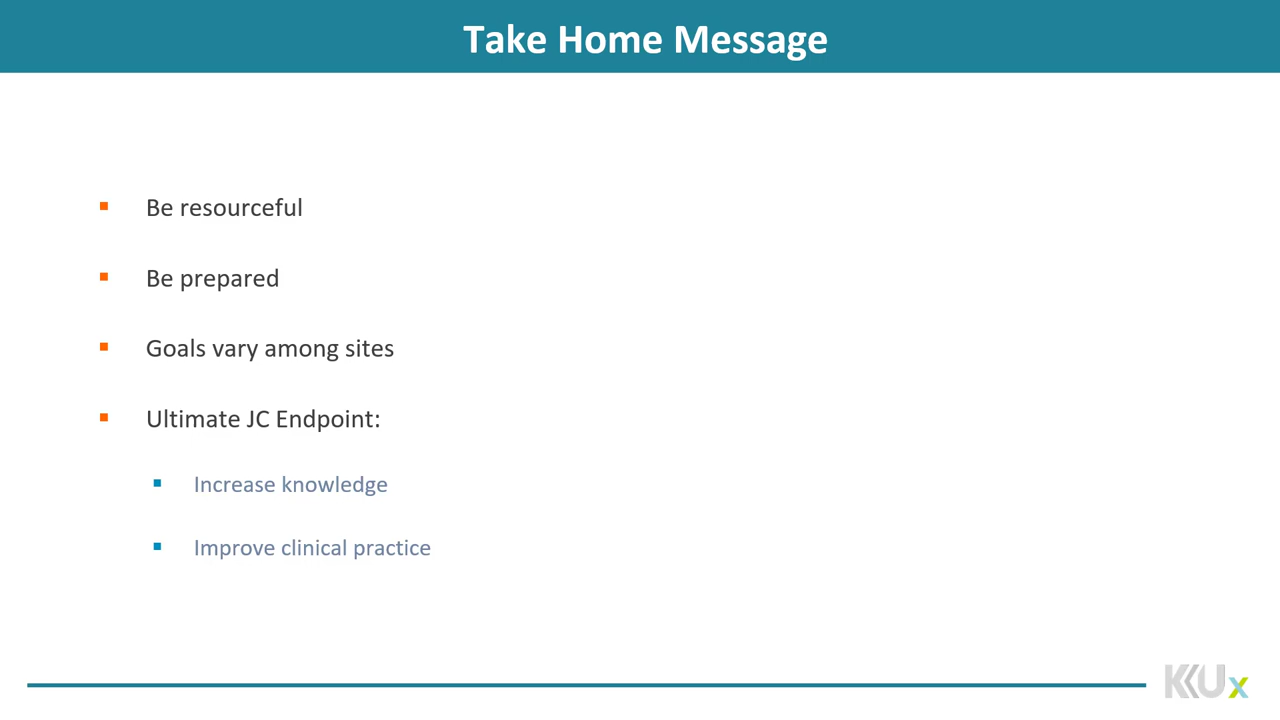 Take Home Message
Be resourceful
Be prepared
Goals vary among sites
Ultimate JC Endpoint:
Increase knowledge
Improve clinical practice
KKUx